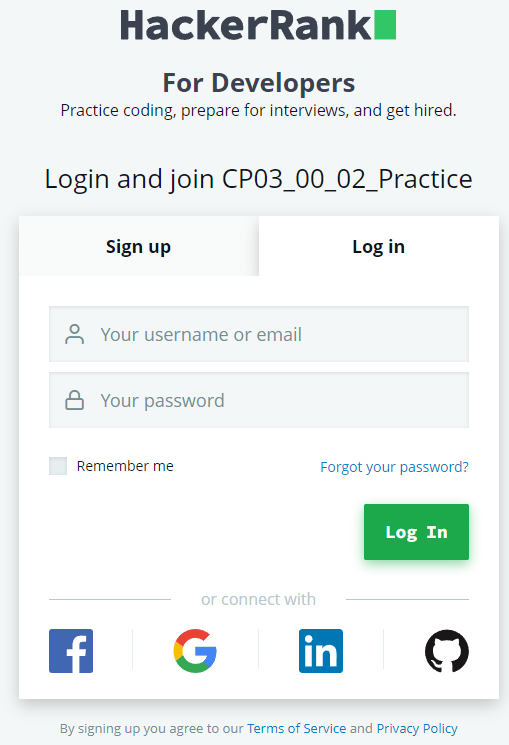 HackerRank
For Developers
Practice coding, prepare for interviews, and get hired.
Login and join CP03_00_02_Practice
Sign up
Log in
Your username or email
Your password
Remember me
Forgot your password?
Log In
or connect with
f
G
in
By signing up you agree to our Terms of Service and Privacy Policy